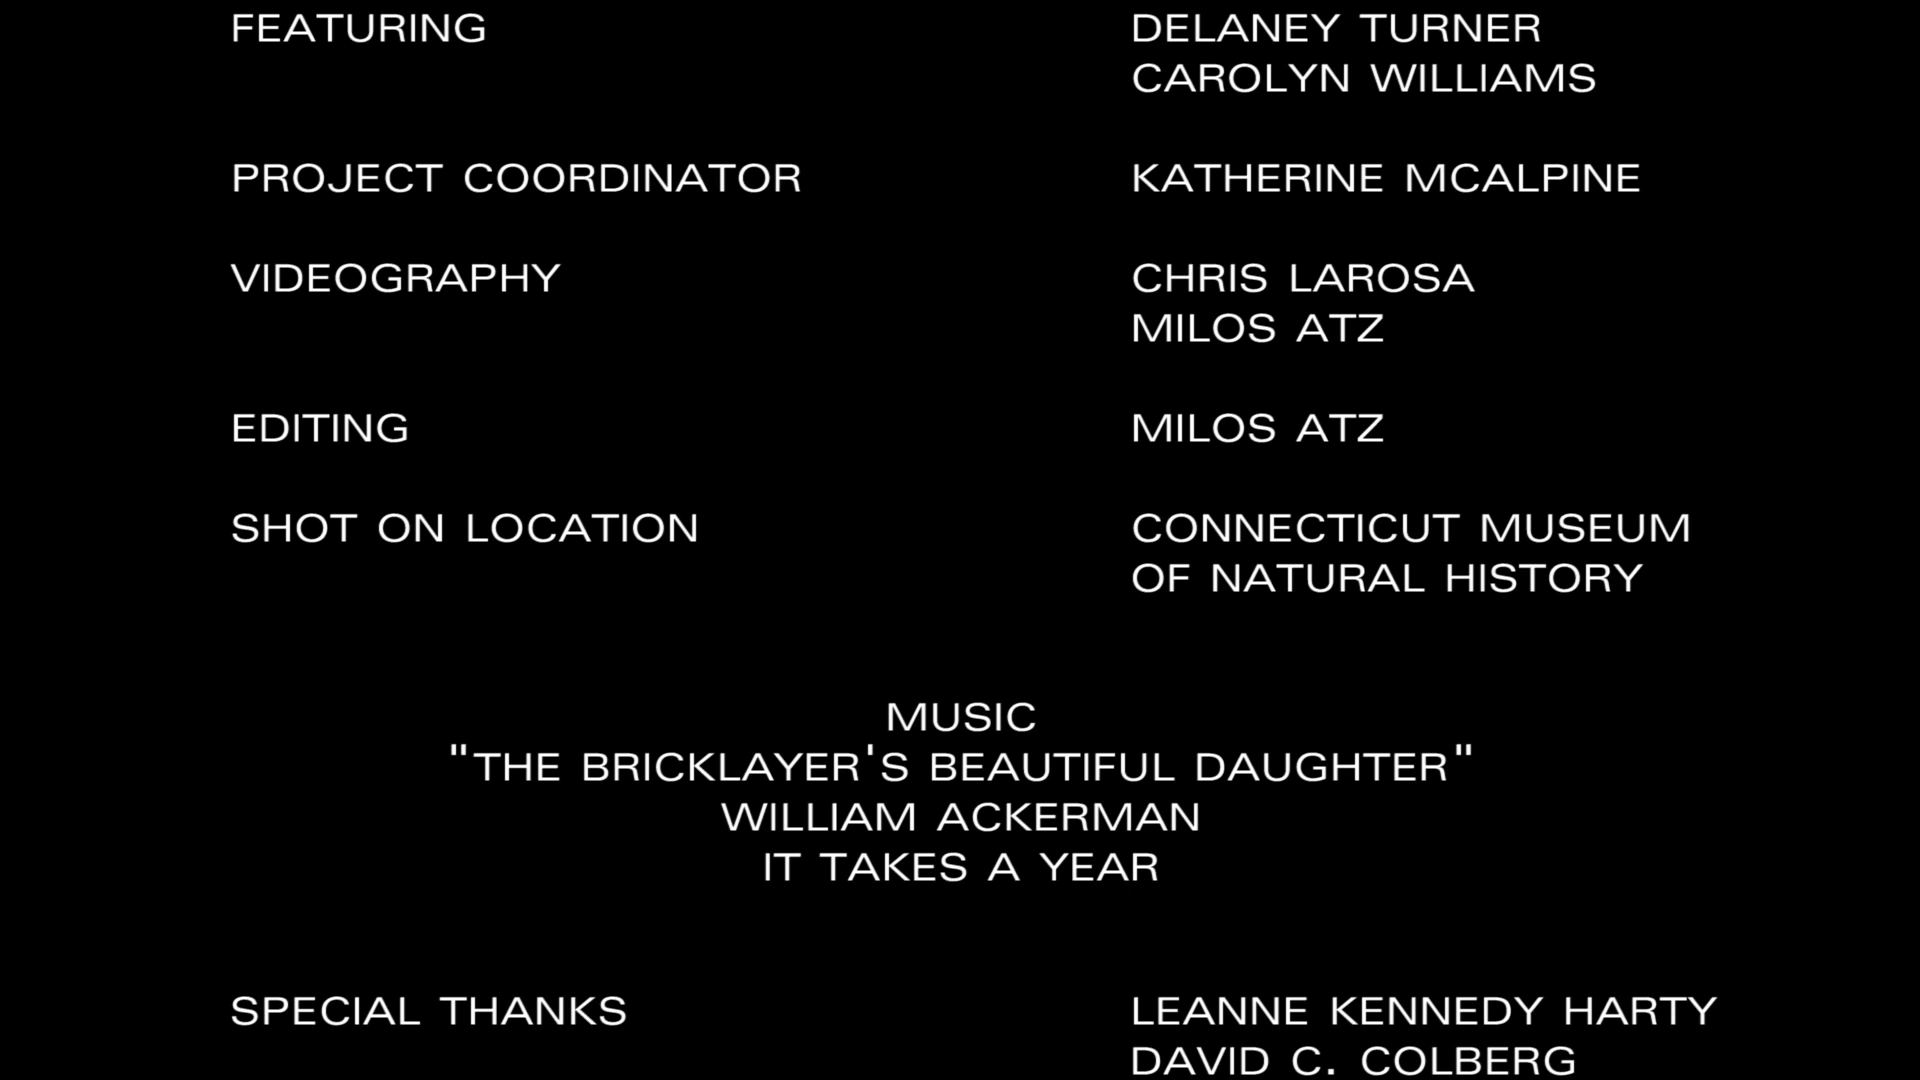 FEATURING DELANEY TURNER
CAROLYN WILLIAMS
PROJECT COORDINATOR KATHERINE MCALPINE
VIDEOGRAPHY CHRIS LAROSA
MILOS ATZ
EDITING MILOS ATZ
SHOT ON LOCATION CONNECTICUT MUSEUM
OF NATURAL HISTORY
MUSIC
"THE BRICKLAYER'S BEAUTIFUL DAUGHTER"
WILLIAM ACKERMAN
IT TAKES A YEAR
SPECIAL THANKS LEANNE KENNEDY HARTY
DAVID C. COLBERG